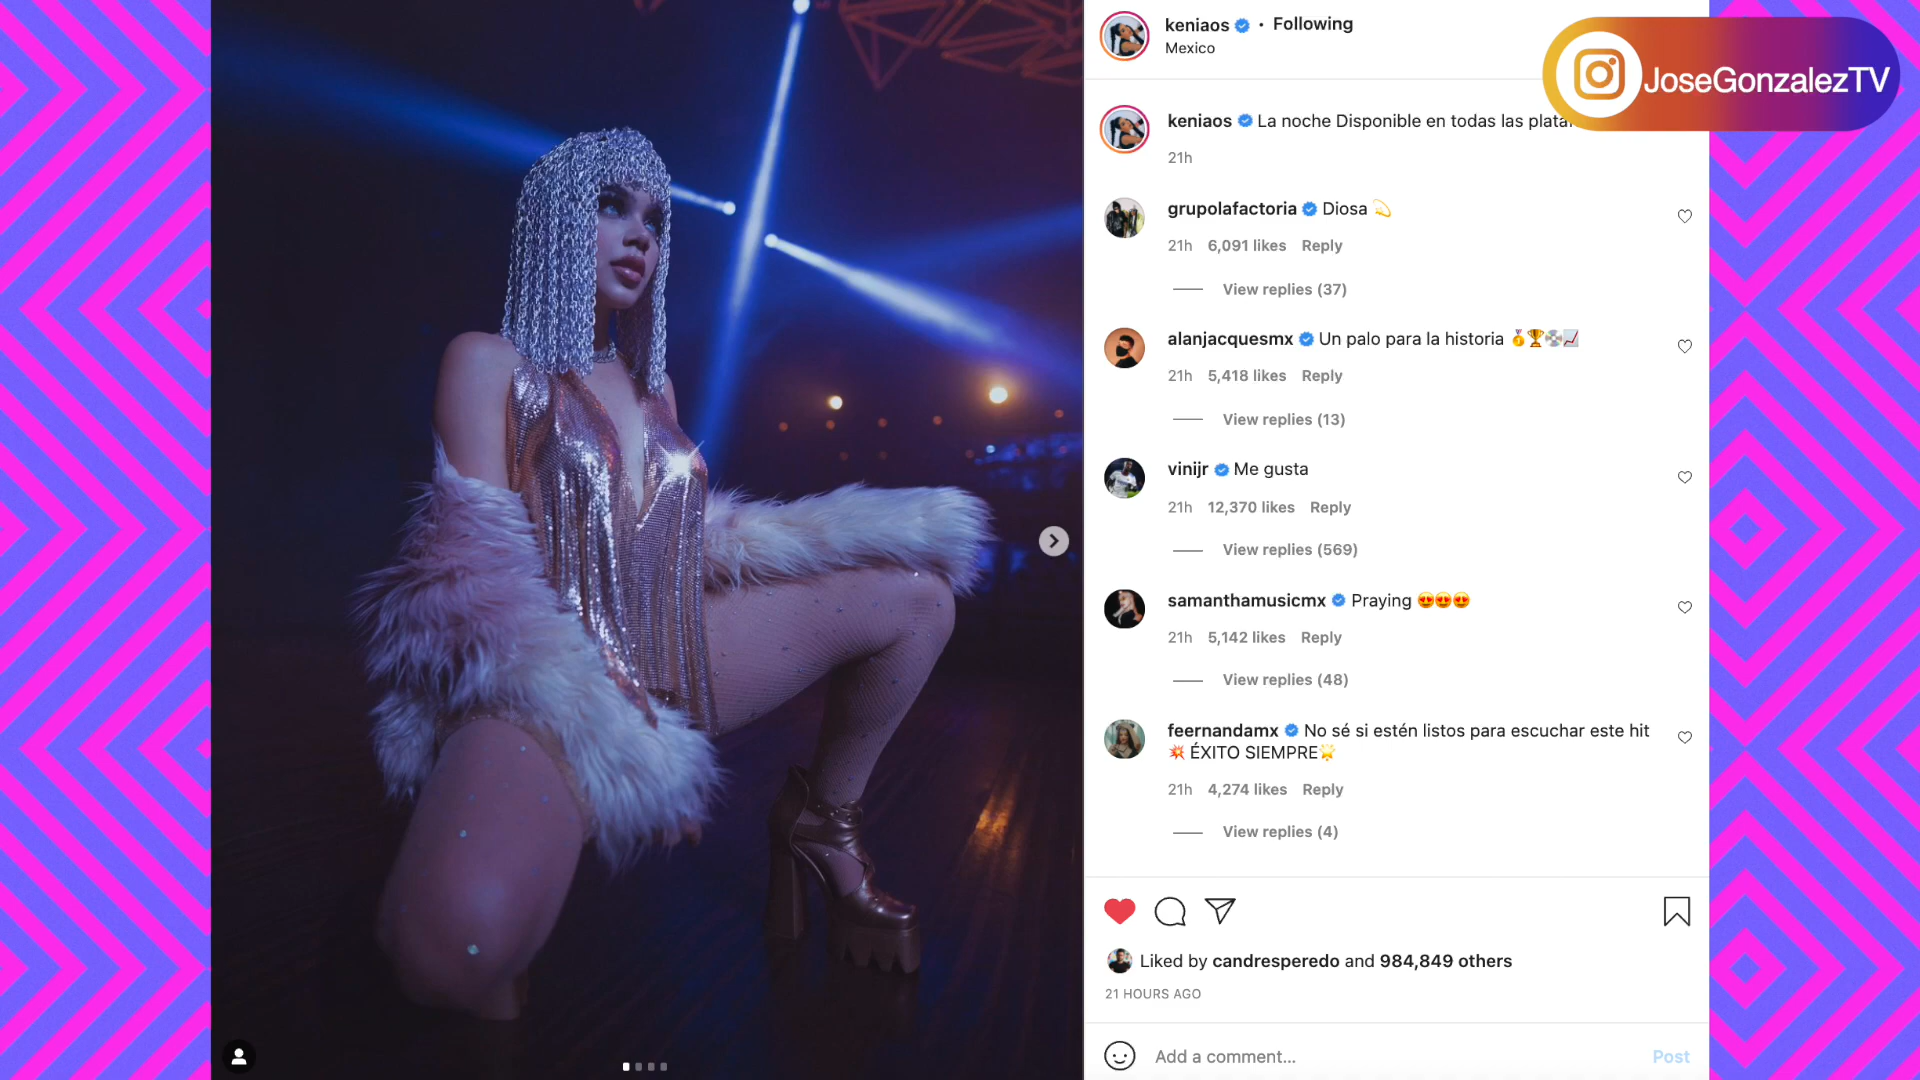 keniaos • Following
Mexico
JoseGonzalezTV
keniaos La noche Disponible en todas las
21h
grupolafactoria Diosa 💫
21h 6,091 likes Reply
View replies (37)
alanjacquesmx Un palo para la historia 🥇🏆💿📈
21h 5,418 likes Reply
View replies (13)
vinijr Me gusta
21h 12,370 likes Reply
View replies (569)
samanthamusicmx Praying 😍😍😍
21h 5,142 likes Reply
View replies (48)
feernandamx No sé si estén listos para escuchar este hit
💥 ÉXITO SIEMPRE🌟
21h 4,274 likes Reply
View replies (4)
Liked by candresperedo and 984,849 others
21 HOURS AGO
Add a comment... Post